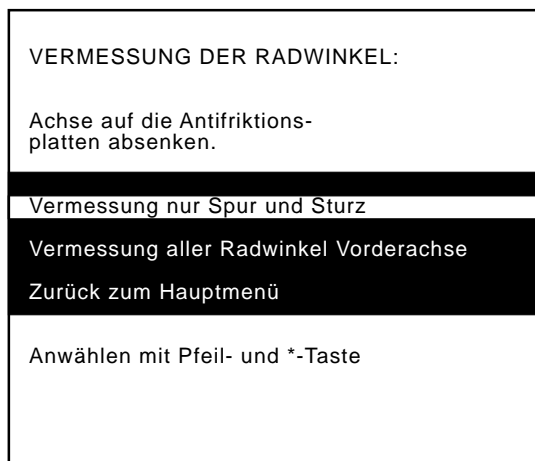 VERMESSUNG DER RADWINKEL:
Achse auf die Antifriktions-
platten absenken.
Vermessung nur Spur und Sturz
Vermessung aller Radwinkel Vorderachse
Zurück zum Hauptmenü
Anwählen mit Pfeil- und *-Taste